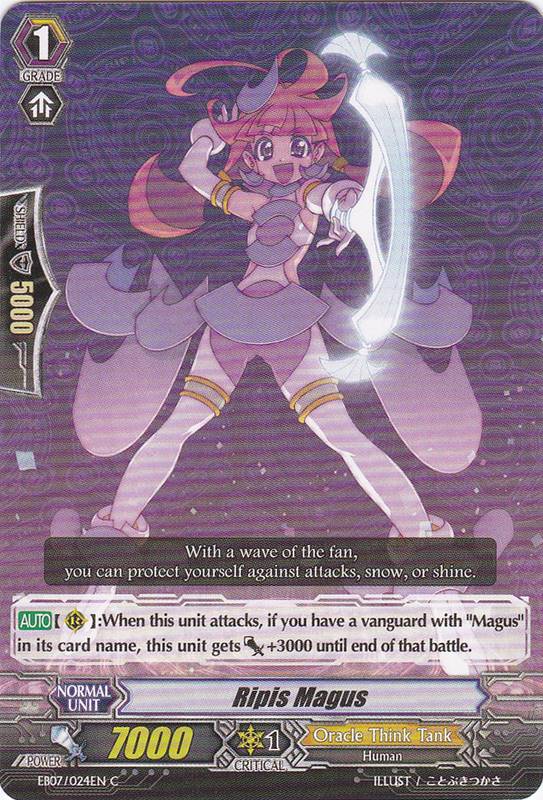 1
GRADE
SHIELD
5000
With a wave of the fan,
you can protect yourself against attacks, snow, or shine.
AUTO【 R 】:When this unit attacks, if you have a vanguard with "Magus"
in its card name, this unit gets +3000 until end of that battle.
NORMAL
UNIT
Ripis Magus
POWER
7000
1
CRITICAL
Oracle Think Tank
Human
EB07/024EN C
ILLUST / ことぶきつかさ